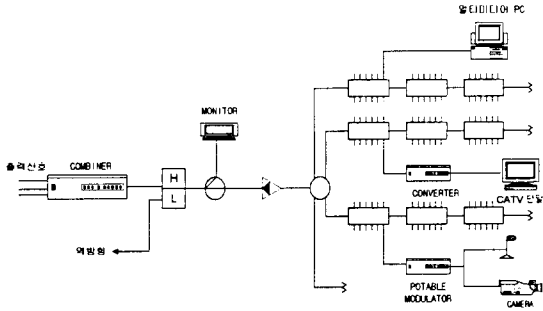 멀티미디어 PC
MONITOR
출력신호
COMBINER
H
L
역방향
CONVERTER
CATV 단말
POTABLE
MODULATOR
CAMERA